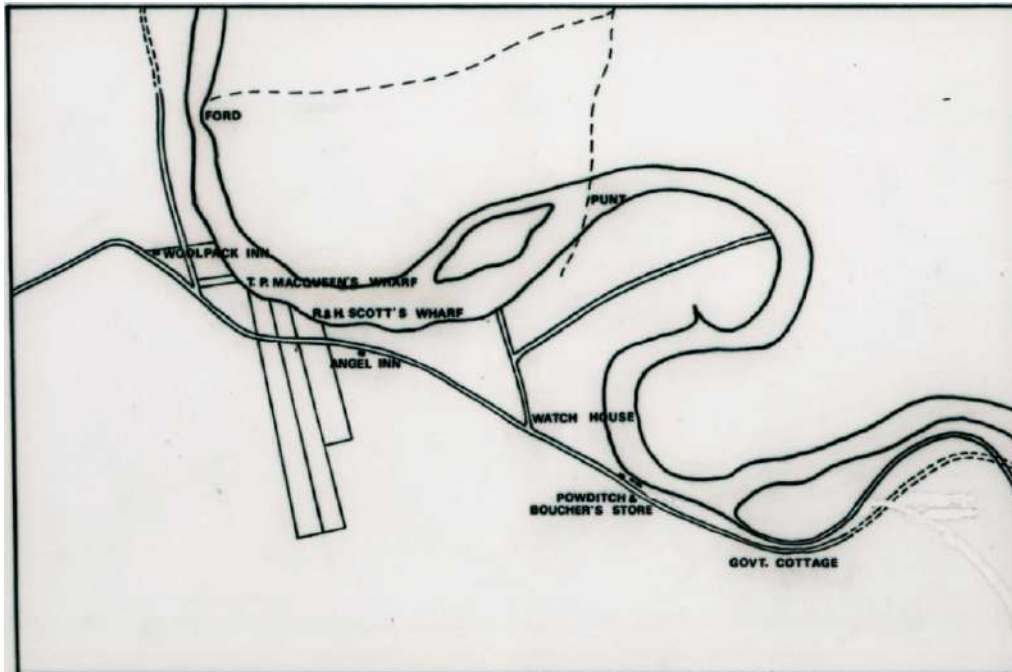 FORD
PUNT
WOOLPACK INN
T. P. MACQUEEN'S WHARF
R & H. SCOTT'S WHARF
ANGEL INN
WATCH HOUSE
POWDITCH &
BOUCHER'S STORE
GOVT. COTTAGE